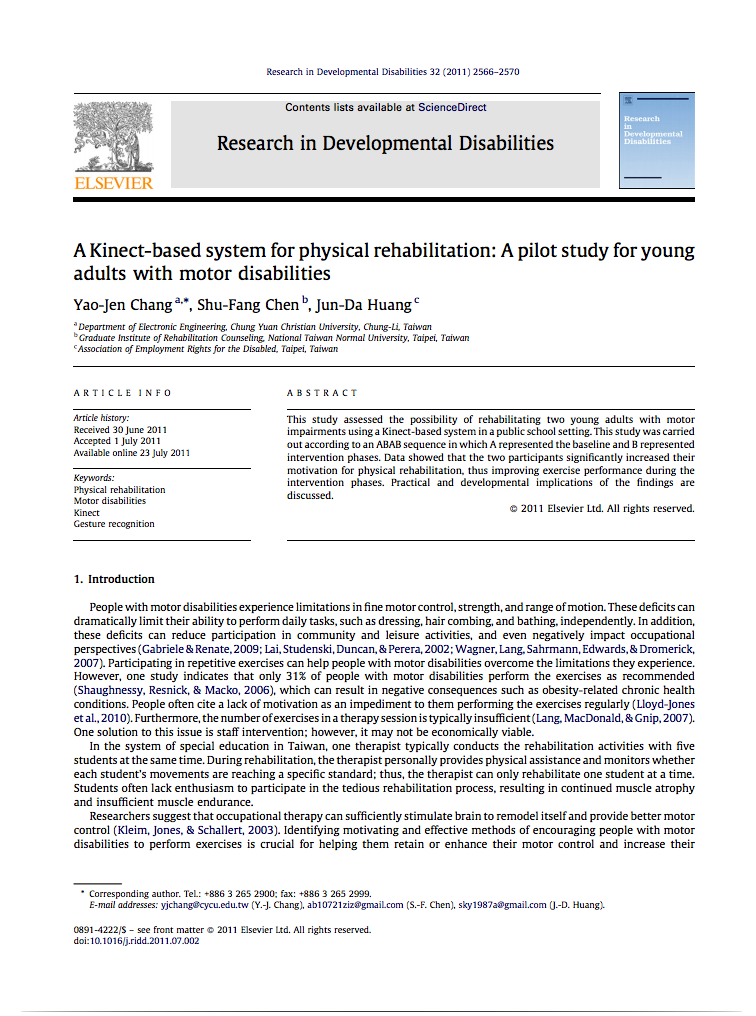 Research in Developmental Disabilities 32 (2011) 2566–2570
Contents lists available at ScienceDirect
Research in Developmental Disabilities
ELSEVIER
Research
in
Developmental
Disabilities
A Kinect-based system for physical rehabilitation: A pilot study for young
adults with motor disabilities
Yao-Jen Chang a,*, Shu-Fang Chen b, Jun-Da Huang c
a Department of Electronic Engineering, Chung Yuan Christian University, Chung-Li, Taiwan
b Graduate Institute of Rehabilitation Counseling, National Taiwan Normal University, Taipei, Taiwan
c Association of Employment Rights for the Disabled, Taipei, Taiwan
ARTICLE INFO
Article history:
Received 30 June 2011
Accepted 1 July 2011
Available online 23 July 2011
Keywords:
Physical rehabilitation
Motor disabilities
Kinect
Gesture recognition
ABSTRACT
This study assessed the possibility of rehabilitating two young adults with motor
impairments using a Kinect-based system in a public school setting. This study was carried
out according to an ABAB sequence in which A represented the baseline and B represented
intervention phases. Data showed that the two participants significantly increased their
motivation for physical rehabilitation, thus improving exercise performance during the
intervention phases. Practical and developmental implications of the findings are
discussed.
© 2011 Elsevier Ltd. All rights reserved.
1. Introduction
People with motor disabilities experience limitations in fine motor control, strength, and range of motion. These deficits can
dramatically limit their ability to perform daily tasks, such as dressing, hair combing, and bathing, independently. In addition,
these deficits can reduce participation in community and leisure activities, and even negatively impact occupational
perspectives (Gabriele & Renate, 2009; Lai, Studenski, Duncan, & Perera, 2002; Wagner, Lang, Sahrmann, Edwards, & Dromerick,
2007). Participating in repetitive exercises can help people with motor disabilities overcome the limitations they experience.
However, one study indicates that only 31% of people with motor disabilities perform the exercises as recommended
(Shaughnessy, Resnick, & Macko, 2006), which can result in negative consequences such as obesity-related chronic health
conditions. People often cite a lack of motivation as an impediment to them performing the exercises regularly (Lloyd-Jones
et al., 2010). Furthermore, the number of exercises in a therapy session is typically insufficient (Lang, MacDonald, & Gnip, 2007).
One solution to this issue is staff intervention; however, it may not be economically viable.
In the system of special education in Taiwan, one therapist typically conducts the rehabilitation activities with five
students at the same time. During rehabilitation, the therapist personally provides physical assistance and monitors whether
each student's movements are reaching a specific standard; thus, the therapist can only rehabilitate one student at a time.
Students often lack enthusiasm to participate in the tedious rehabilitation process, resulting in continued muscle atrophy
and insufficient muscle endurance.
Researchers suggest that occupational therapy can sufficiently stimulate brain to remodel itself and provide better motor
control (Kleim, Jones, & Schallert, 2003). Identifying motivating and effective methods of encouraging people with motor
disabilities to perform exercises is crucial for helping them retain or enhance their motor control and increase their
* Corresponding author. Tel.: +886 3 265 2900; fax: +886 3 265 2999.
E-mail addresses: yjchang@cycu.edu.tw (Y.-J. Chang), ab10721ziz@gmail.com (S.-F. Chen), sky1987a@gmail.com (J.-D. Huang).
0891-4222/$ – see front matter © 2011 Elsevier Ltd. All rights reserved.
doi:10.1016/j.ridd.2011.07.002